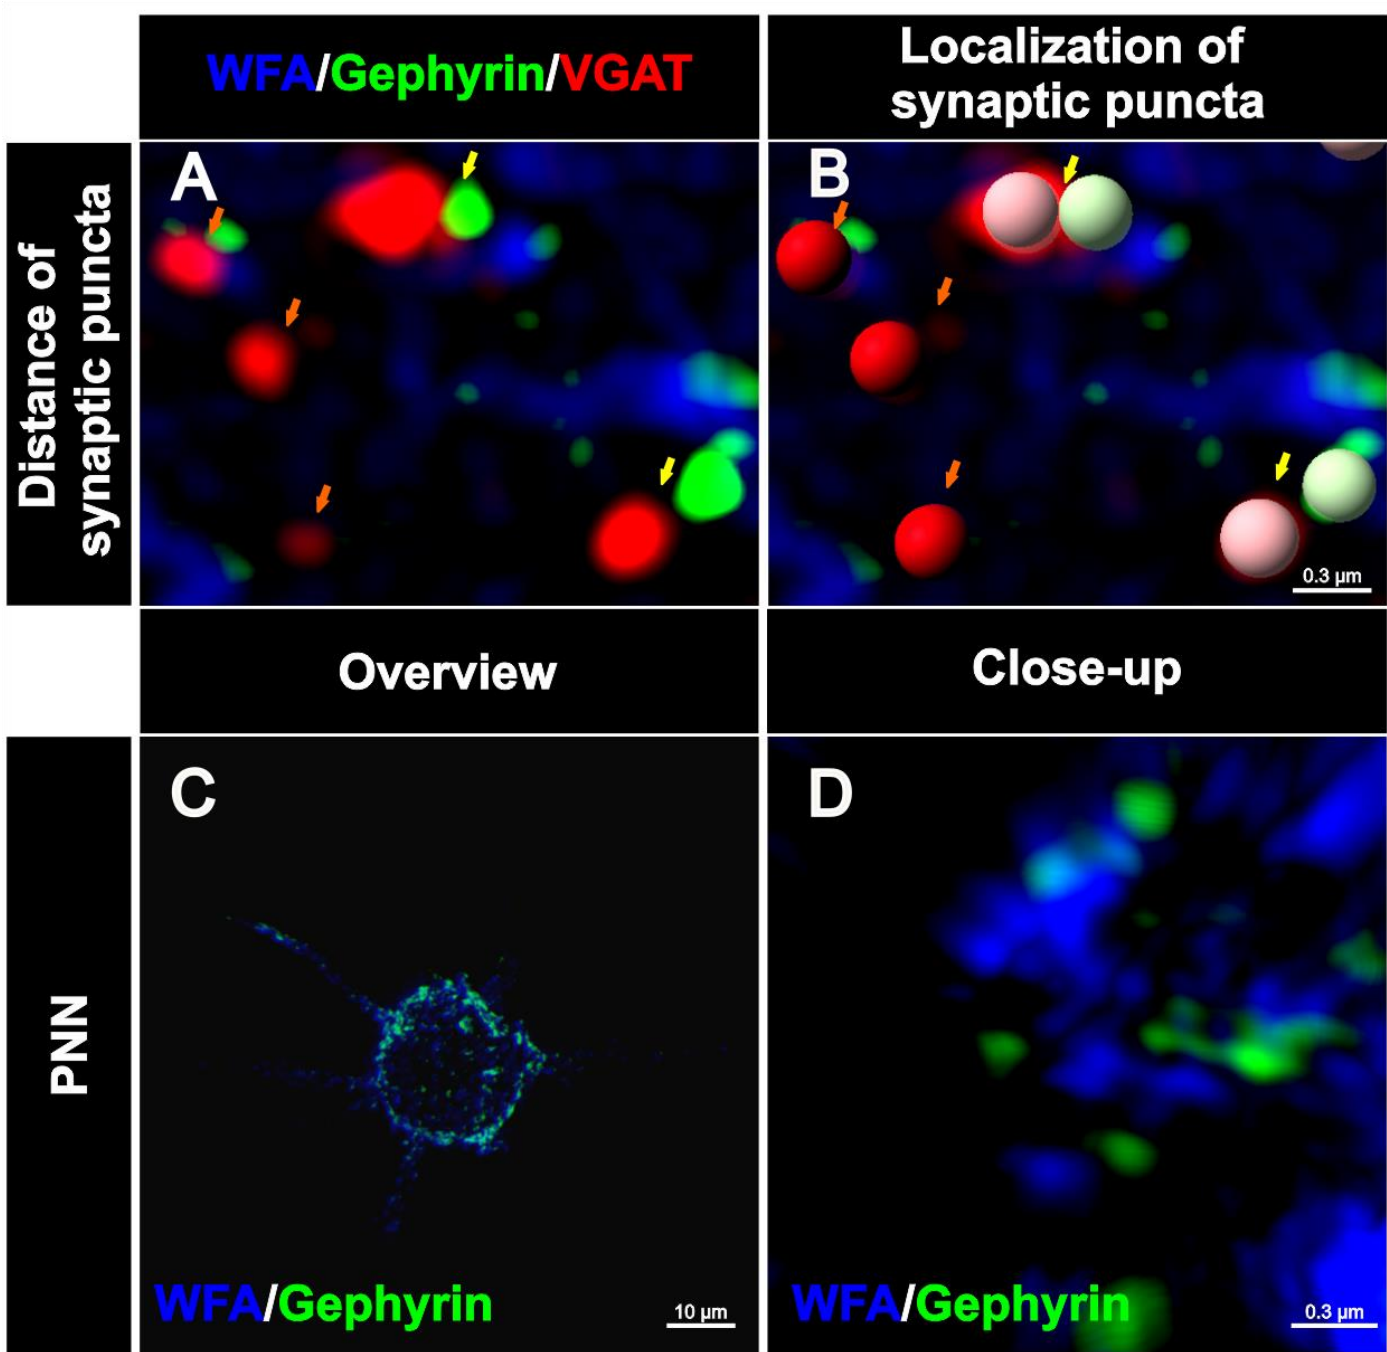 WFA/Gephyrin/VGAT
Localization of
synaptic puncta
Distance of
synaptic puncta
A
B
0.3 µm
Overview
Close-up
PNN
C
D
WFA/Gephyrin
10 µm
WFA/Gephyrin
0.3 µm